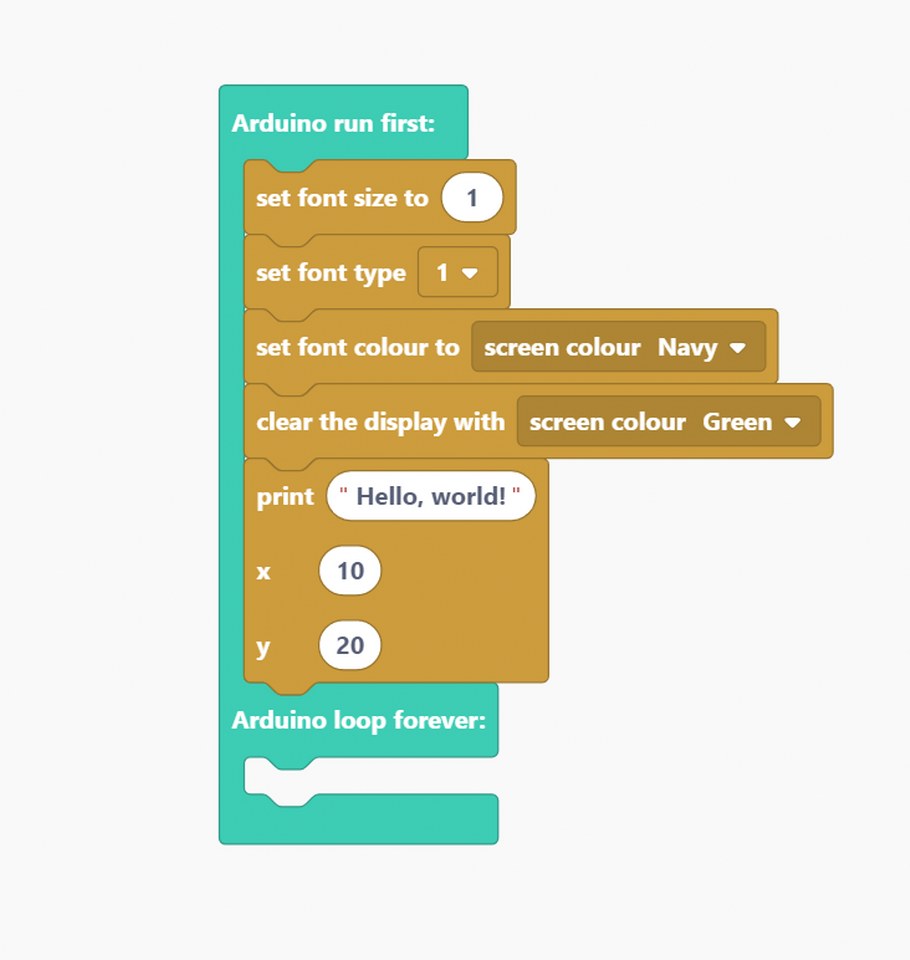 Arduino run first:
set font size to 1
set font type 1
set font colour to screen colour Navy
clear the display with screen colour Green
print " Hello, world! "
x 10
y 20
Arduino loop forever: